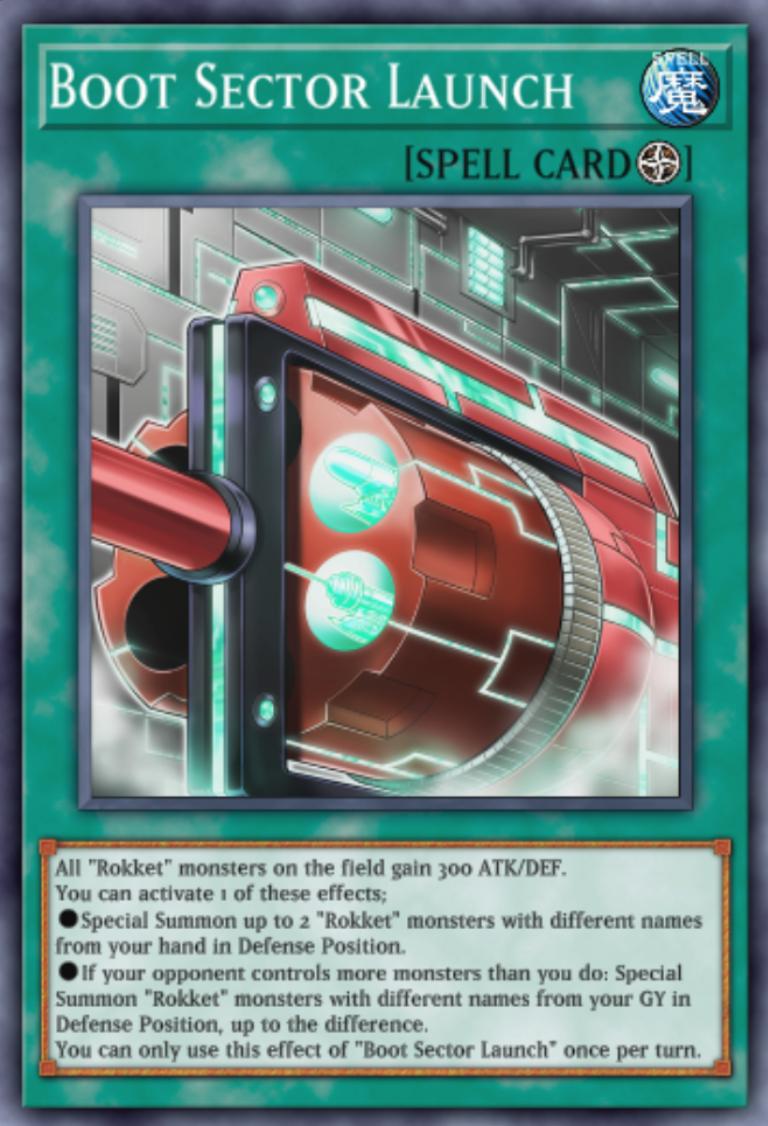 BOOT SECTOR LAUNCH
SPELL
魔
[SPELL CARD]
All "Rokket" monsters on the field gain 300 ATK/DEF.
You can activate 1 of these effects;
●Special Summon up to 2 "Rokket" monsters with different names
from your hand in Defense Position.
●If your opponent controls more monsters than you do: Special
Summon "Rokket" monsters with different names from your GY in
Defense Position, up to the difference.
You can only use this effect of "Boot Sector Launch" once per turn.